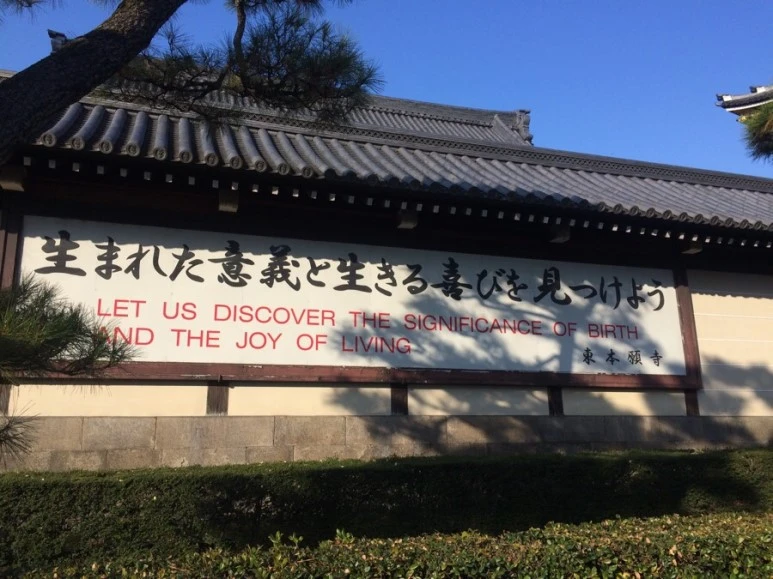 生まれた意義と生きる喜びを見つけよう
LET US DISCOVER THE SIGNIFICANCE OF BIRTH
AND THE JOY OF LIVING
東本願寺